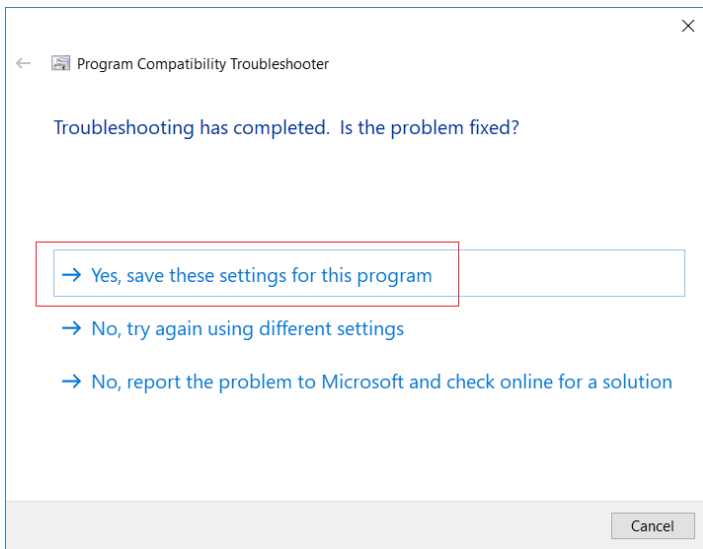 Program Compatibility Troubleshooter
Troubleshooting has completed. Is the problem fixed?
Yes, save these settings for this program
No, try again using different settings
No, report the problem to Microsoft and check online for a solution
Cancel